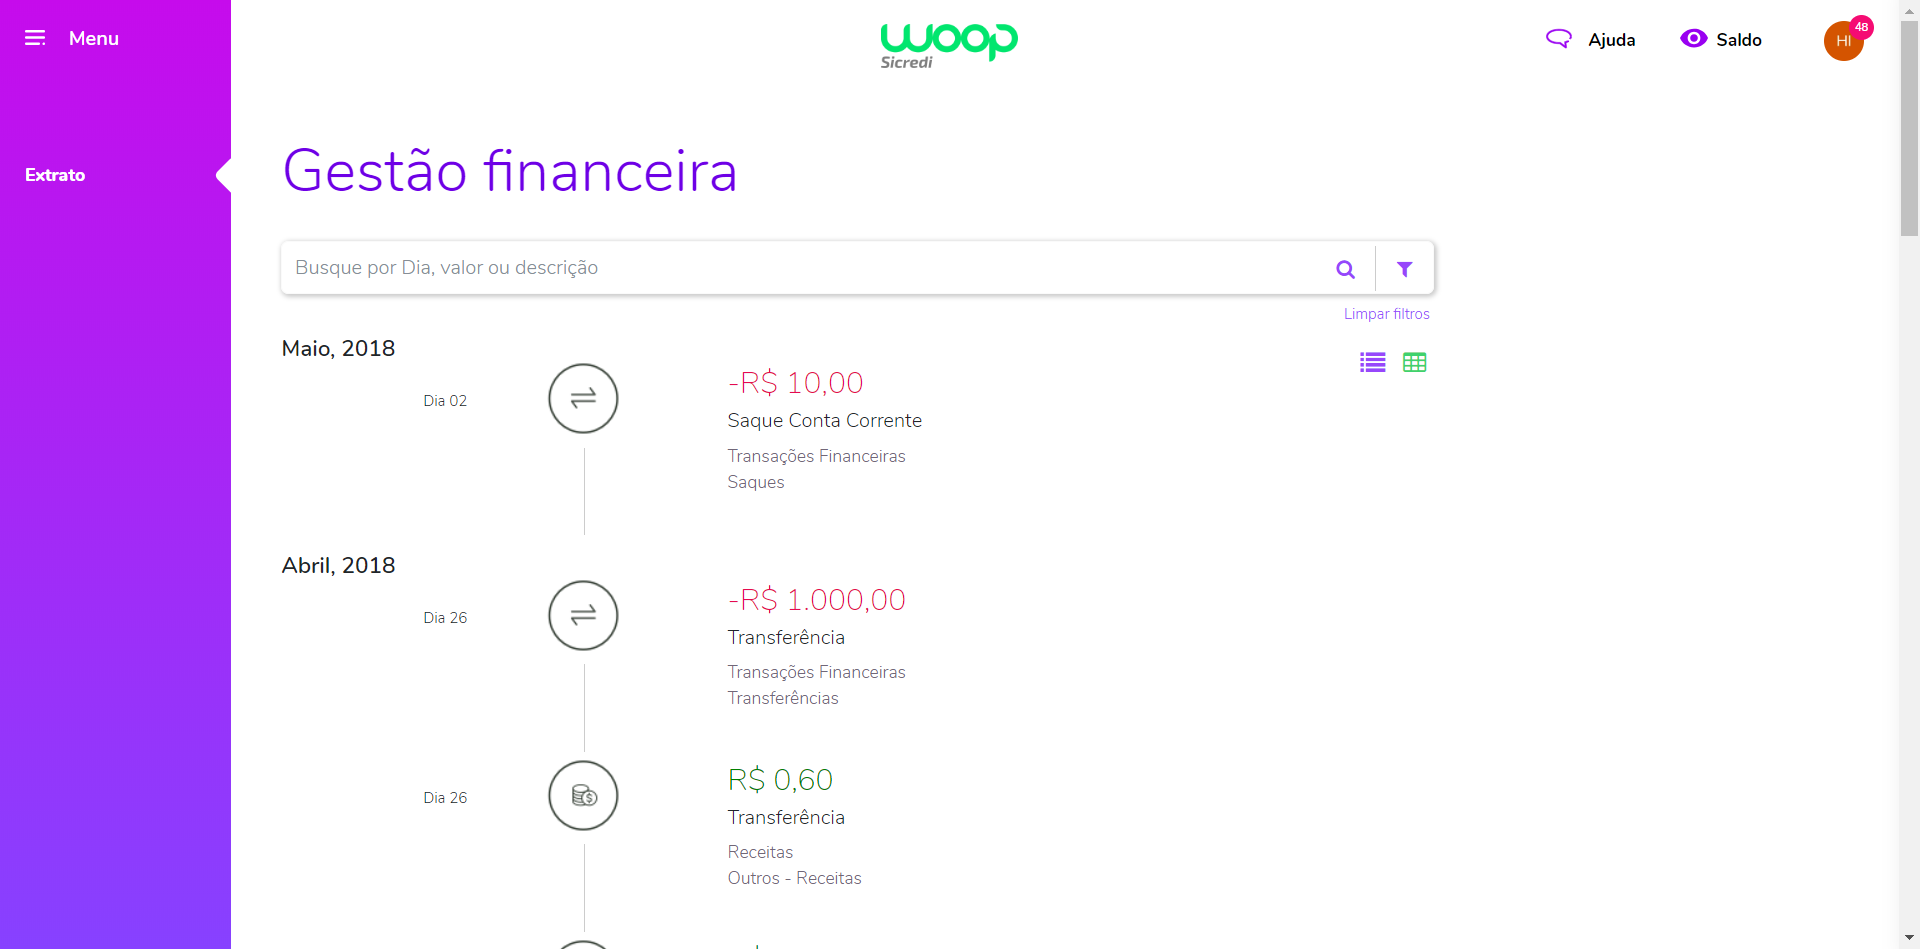 Menu
woop
Sicredi
Ajuda
Saldo
HI
48
Extrato
Gestão financeira
Busque por Dia, valor ou descrição
Limpar filtros
Maio, 2018
Dia 02
-R$ 10,00
Saque Conta Corrente
Transações Financeiras
Saques
Abril, 2018
Dia 26
-R$ 1.000,00
Transferência
Transações Financeiras
Transferências
Dia 26
R$ 0,60
Transferência
Receitas
Outros - Receitas